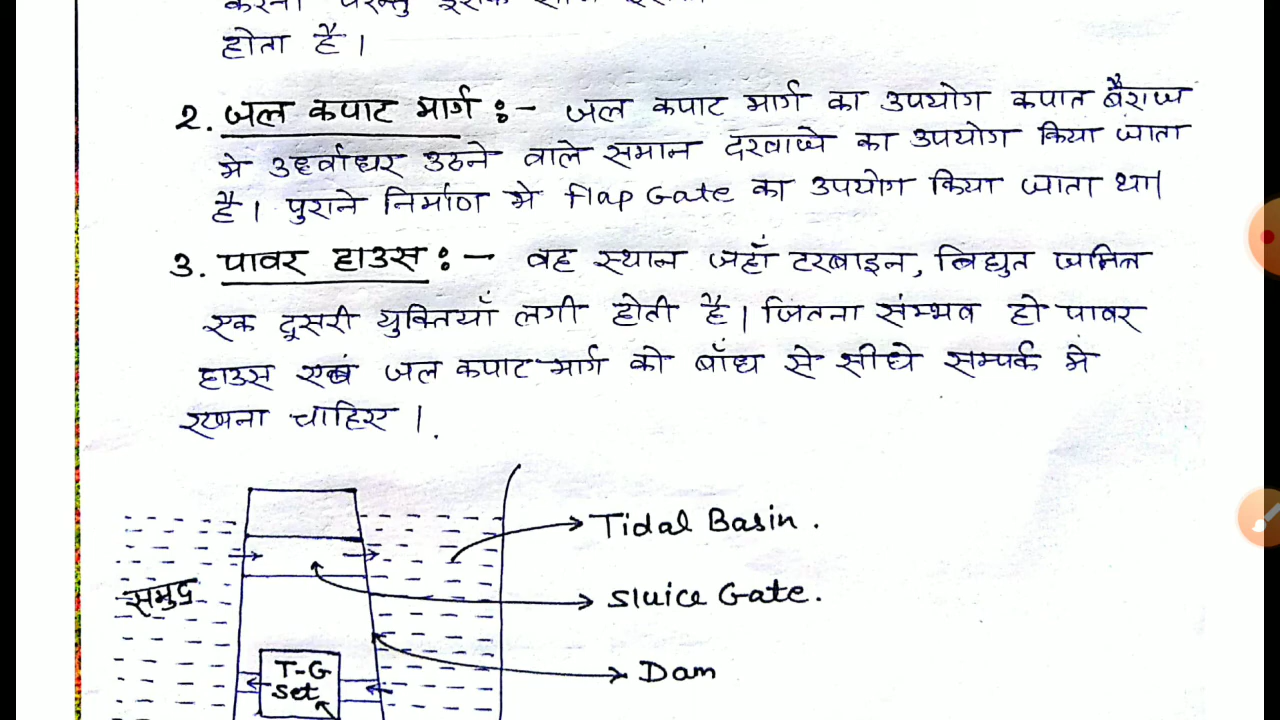 होता है।
2. जल कपाट मार्ग :- जल कपाट मार्ग का उपयोग कपात बैराज
मे उर्ध्वाधर उठने वाले समान दरवाजे का उपयोग किया जाता
है। पुराने निर्माण मे flap Gate का उपयोग किया जाता था।
3. पावर हाउस :- वह स्थान जहाँ टरबाइन, विद्युत जनित्र
एक दूसरी युक्तियाँ लगी होती है। जितना संम्भव हो पावर
हाउस एवं जल कपाट-मार्ग को बाँध से सीधे सम्पर्क मे
रखना चाहिए।
Tidal Basin.
Sluice Gate.
समुद्र
Dam
T-G
set